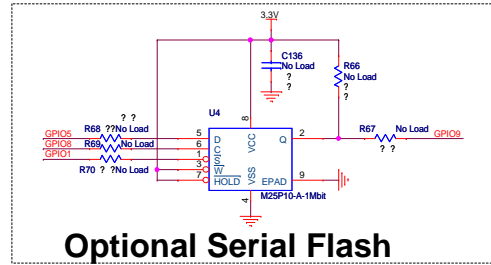 3.3V
C136
No Load
?
?
R66
No Load
?
?
U4
R68 ? ? No Load
GPIO5
R69 No Load
GPIO8
GPIO1
R70 ? ? No Load
5 D
6 C
1 S
3 W
7 HOLD
8 VCC
Q 2
EPAD 9
VSS 4
R67 No Load
? ?
GPIO9
M25P10-A-1Mbit
Optional Serial Flash